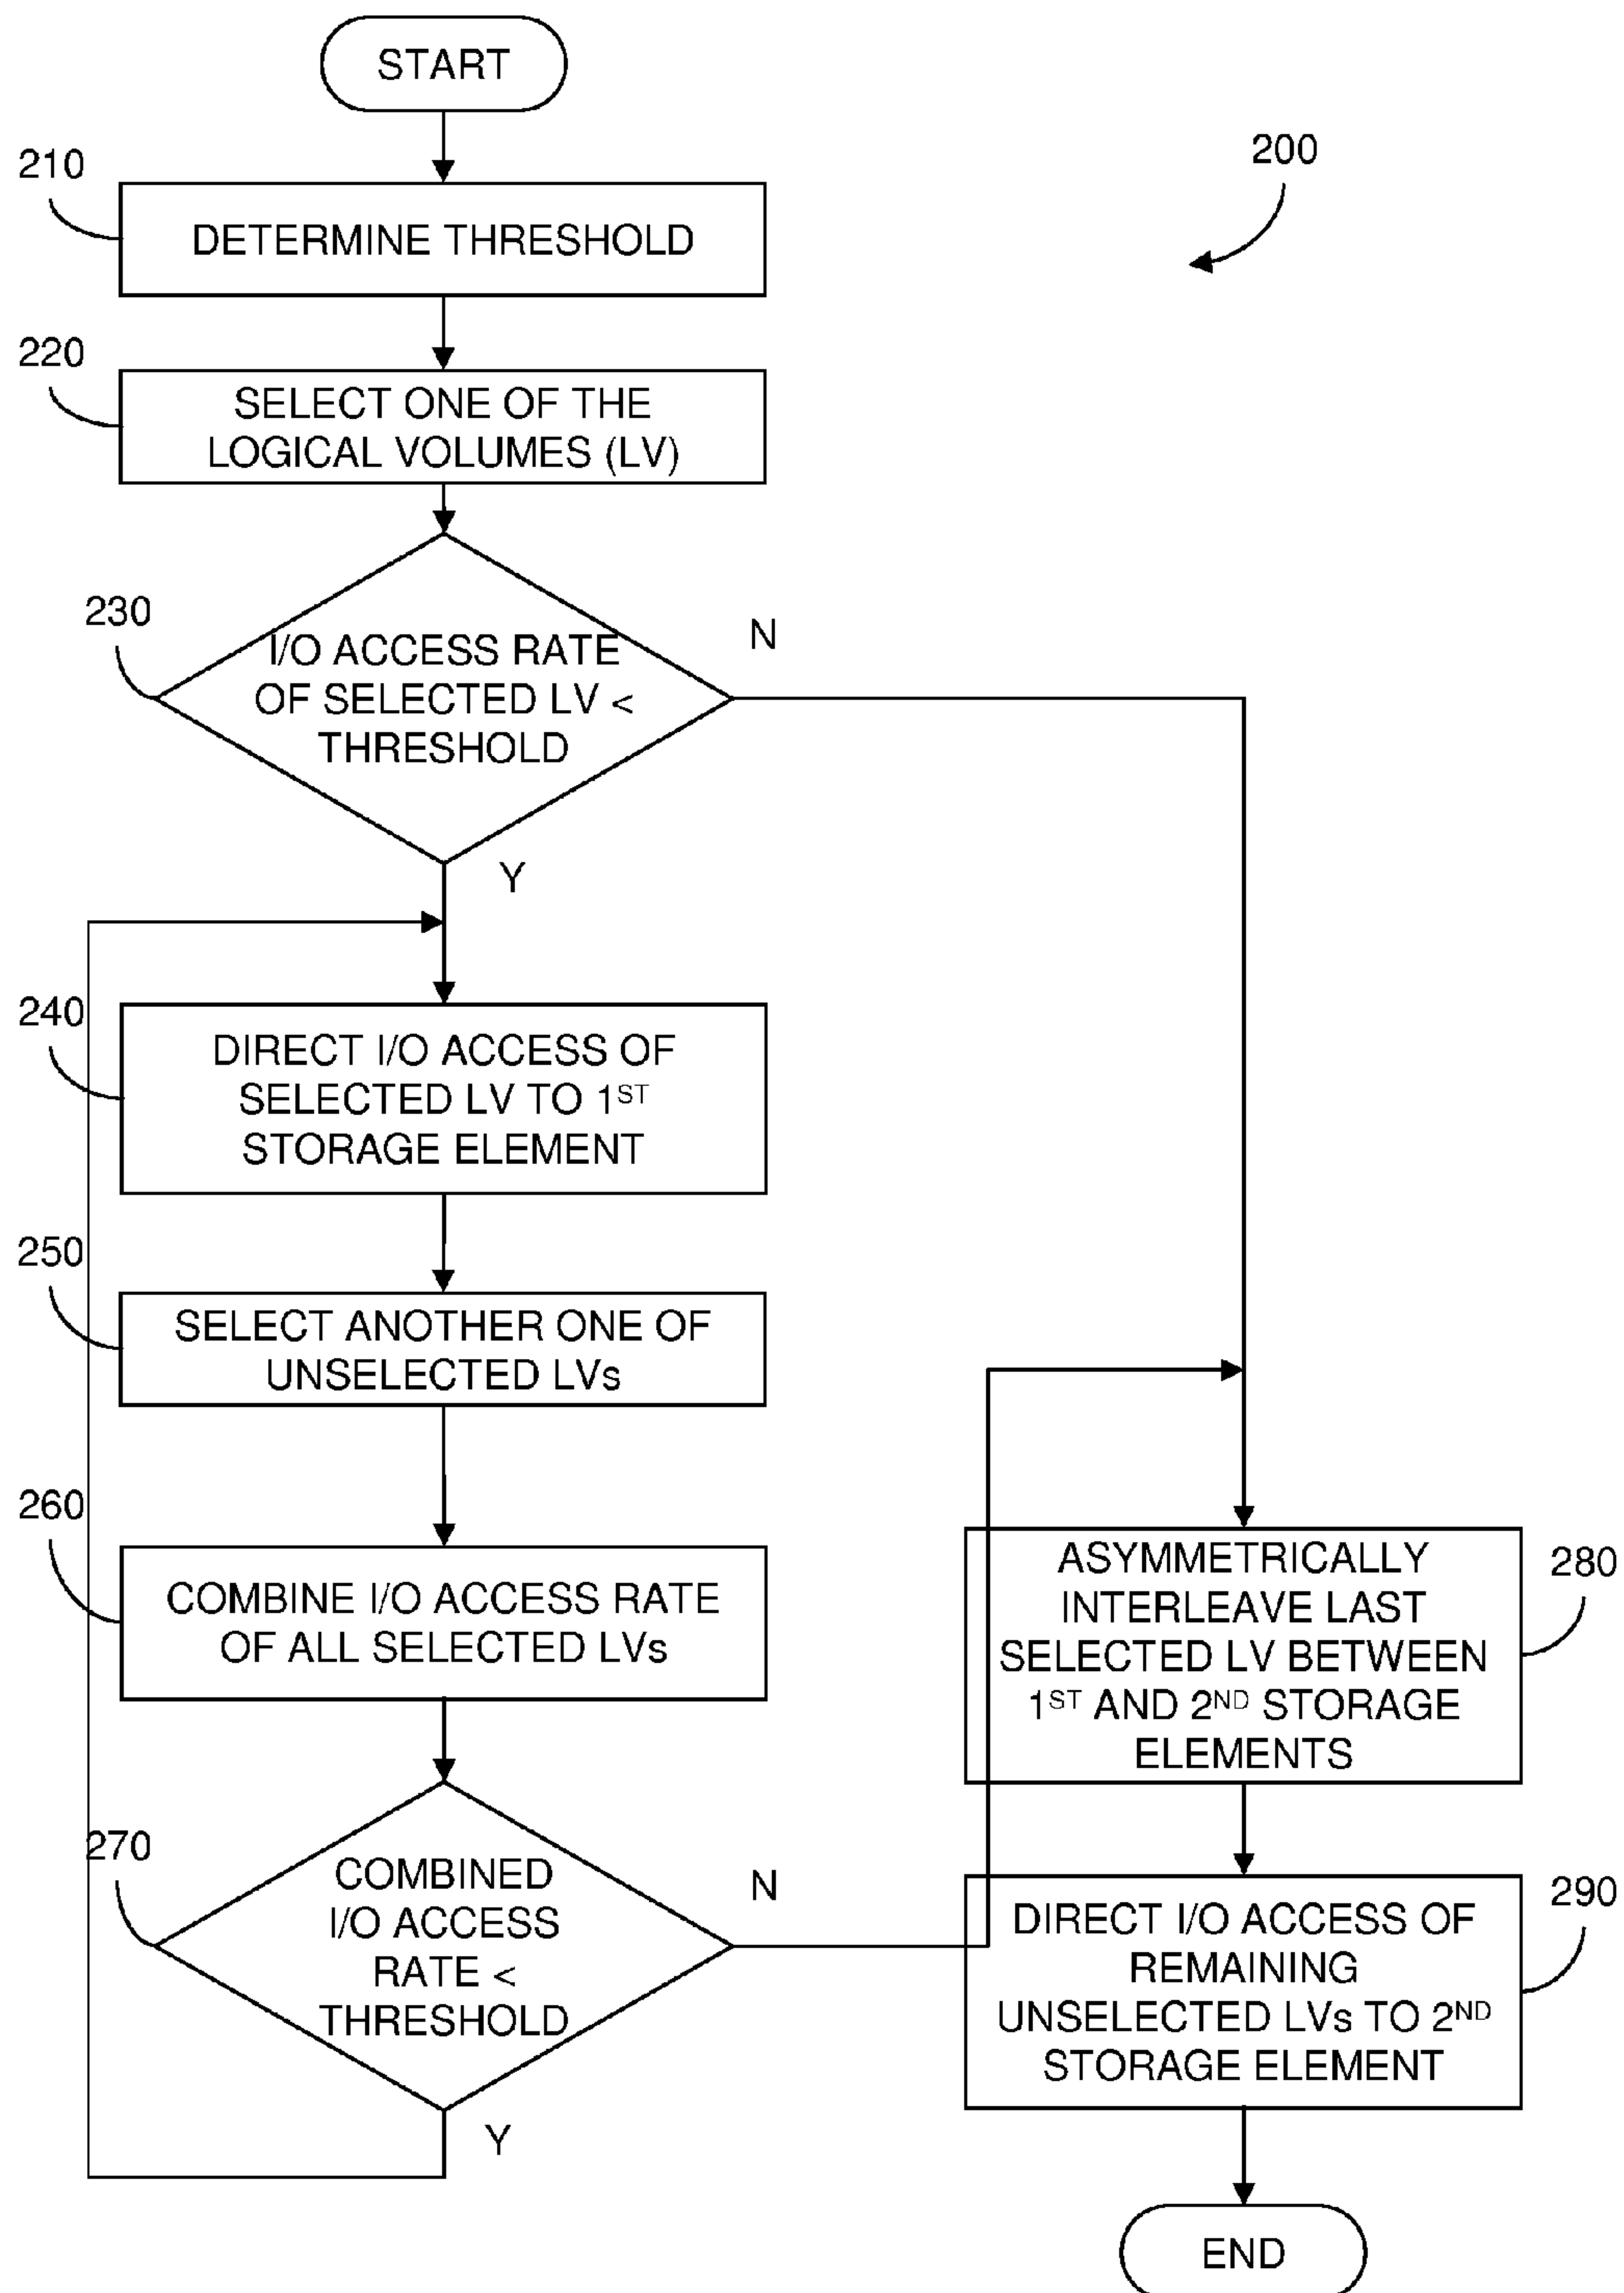 START
210
200
DETERMINE THRESHOLD
220
SELECT ONE OF THE
LOGICAL VOLUMES (LV)
230
N
I/O ACCESS RATE
OF SELECTED LV <
THRESHOLD
Y
240
DIRECT I/O ACCESS OF
SELECTED LV TO 1ST
STORAGE ELEMENT
250
SELECT ANOTHER ONE OF
UNSELECTED LVs
260
COMBINE I/O ACCESS RATE
OF ALL SELECTED LVs
270
N
COMBINED
I/O ACCESS
RATE <
THRESHOLD
Y
280
ASYMMETRICALLY
INTERLEAVE LAST
SELECTED LV BETWEEN
1ST AND 2ND STORAGE
ELEMENTS
290
DIRECT I/O ACCESS OF
REMAINING
UNSELECTED LVs TO 2ND
STORAGE ELEMENT
END